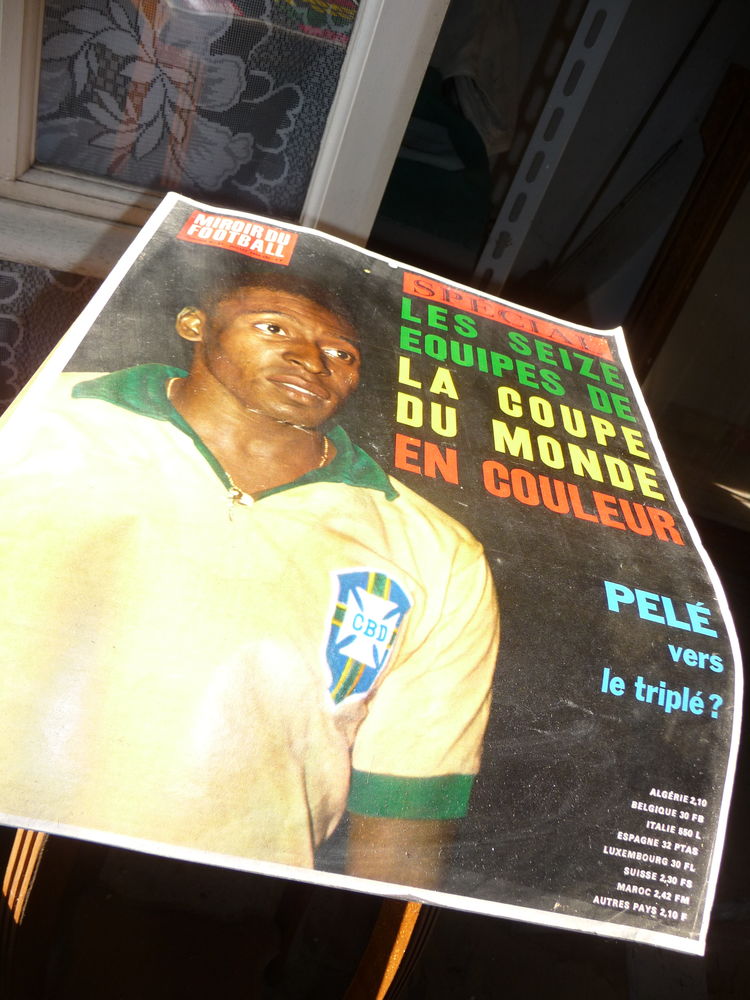 MIROIR DU
FOOTBALL
SPÉCIAL
LES SEIZE
EQUIPES DE
LA COUPE
DU MONDE
EN COULEUR
CBD
PELÉ
vers
le triplé?
ALGÉRIE 2,10
BELGIQUE 30 FB
ITALIE 550 L
ESPAGNE 32 PTAS
LUXEMBOURG 30 FL
SUISSE 2,30 FS
MAROC 2,42 FM
AUTRES PAYS 2,10 F